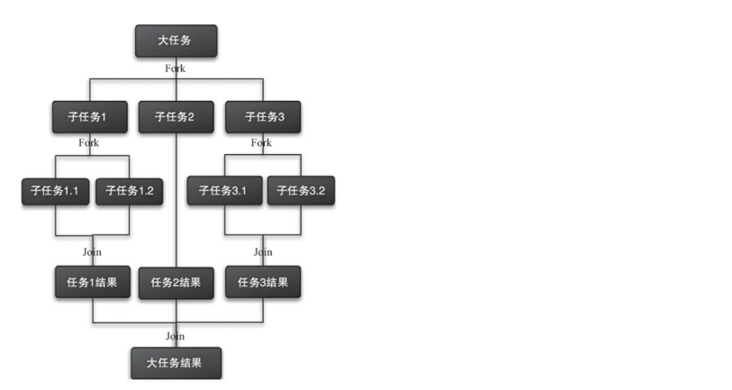 大任务
Fork
子任务1 子任务2 子任务3
Fork Fork
子任务1.1 子任务1.2 子任务3.1 子任务3.2
Join Join
任务1结果 任务2结果 任务3结果
Join
大任务结果